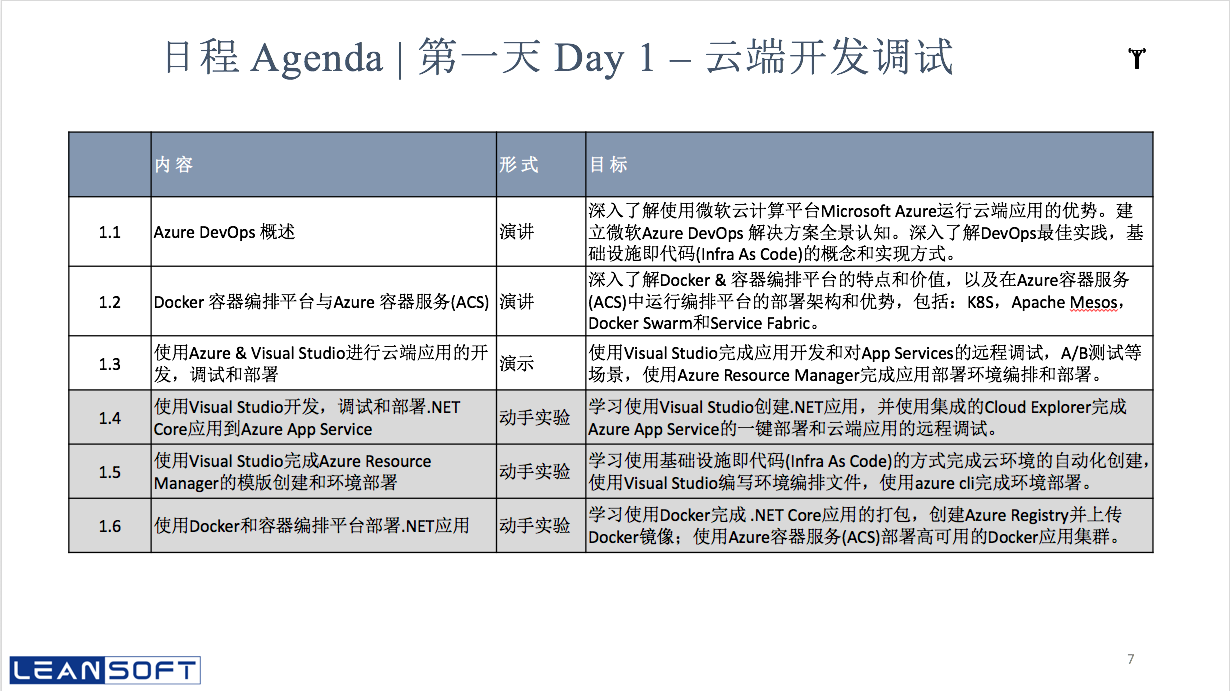 日程 Agenda | 第一天 Day 1 – 云端开发调试
内容 形式 目标
1.1 Azure DevOps 概述 演讲
深入了解使用微软云计算平台Microsoft Azure运行云端应用的优势。建
立微软Azure DevOps 解决方案全景认知。深入了解DevOps最佳实践，基
础设施即代码(Infra As Code)的概念和实现方式。
1.2 Docker 容器编排平台与Azure 容器服务(ACS) 演讲
深入了解Docker & 容器编排平台的特点和价值，以及在Azure容器服务
(ACS)中运行编排平台的部署架构和优势，包括：K8S，Apache Mesos，
Docker Swarm和Service Fabric。
1.3
使用Azure & Visual Studio进行云端应用的开
发，调试和部署
演示
使用Visual Studio完成应用开发和对App Services的远程调试，A/B测试等
场景，使用Azure Resource Manager完成应用部署环境编排和部署。
1.4
使用Visual Studio开发，调试和部署.NET
Core应用到Azure App Service
动手实验
学习使用Visual Studio创建.NET应用，并使用集成的Cloud Explorer完成
Azure App Service的一键部署和云端应用的远程调试。
1.5
使用Visual Studio完成Azure Resource
Manager的模版创建和环境部署
动手实验
学习使用基础设施即代码(Infra As Code)的方式完成云环境的自动化创建，
使用Visual Studio编写环境编排文件，使用azure cli完成环境部署。
1.6
使用Docker和容器编排平台部署.NET应用
动手实验
学习使用Docker完成 .NET Core应用的打包，创建Azure Registry并上传
Docker镜像；使用Azure容器服务(ACS)部署高可用的Docker应用集群。
LEANSOFT
7